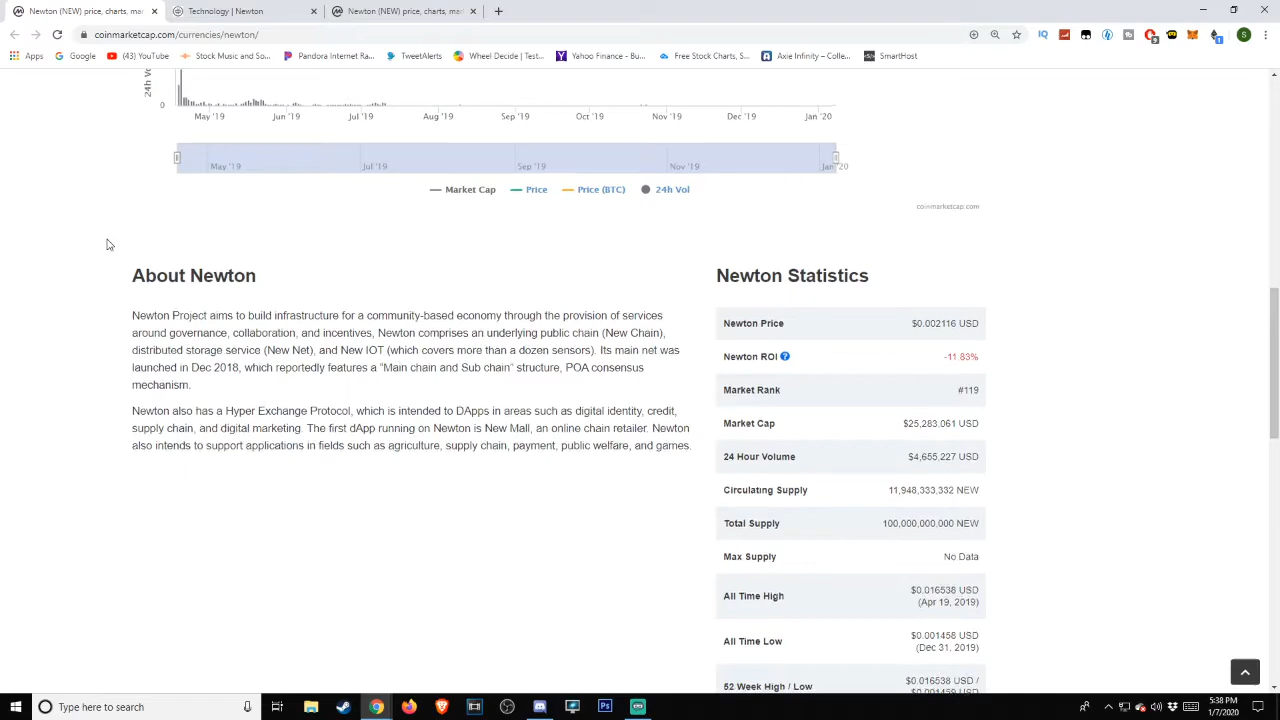 Newton (NEW) price, charts, ma
Technology | Newton
Newton (NEW) price, charts, ma
coinmarketcap.com/currencies/newton/
S
Apps
Google
(43) YouTube
Stock Music and So...
Pandora Internet Ra...
TweetAlerts
Wheel Decide | Test...
Yahoo Finance - Bu...
Free Stock Charts, S...
Axie Infinity – Colle...
SmartHost
24h Vo
0
May '19 Jun '19 Jul '19 Aug '19 Sep '19 Oct '19 Nov '19 Dec '19 Jan '20
May '19 Jul '19 Sep '19 Nov '19 Jan '20
Market Cap Price Price (BTC) 24h Vol
coinmarketcap.com
About Newton
Newton Project aims to build infrastructure for a community-based economy through the provision of services
around governance, collaboration, and incentives, Newton comprises an underlying public chain (New Chain),
distributed storage service (New Net), and New IOT (which covers more than a dozen sensors). Its main net was
launched in Dec 2018, which reportedly features a "Main chain and Sub chain" structure, POA consensus
mechanism.
Newton also has a Hyper Exchange Protocol, which is intended to DApps in areas such as digital identity, credit,
supply chain, and digital marketing. The first dApp running on Newton is New Mall, an online chain retailer. Newton
also intends to support applications in fields such as agriculture, supply chain, payment, public welfare, and games.
Newton Statistics
Newton Price $0.002116 USD
Newton ROI -11.83%
Market Rank #119
Market Cap $25,283,061 USD
24 Hour Volume $4,655,227 USD
Circulating Supply 11,948,333,332 NEW
Total Supply 100,000,000,000 NEW
Max Supply No Data
All Time High $0.016538 USD
(Apr 19, 2019)
All Time Low $0.001458 USD
(Dec 31, 2019)
52 Week High / Low $0.016538 USD /
Type here to search
5:38 PM
1/7/2020